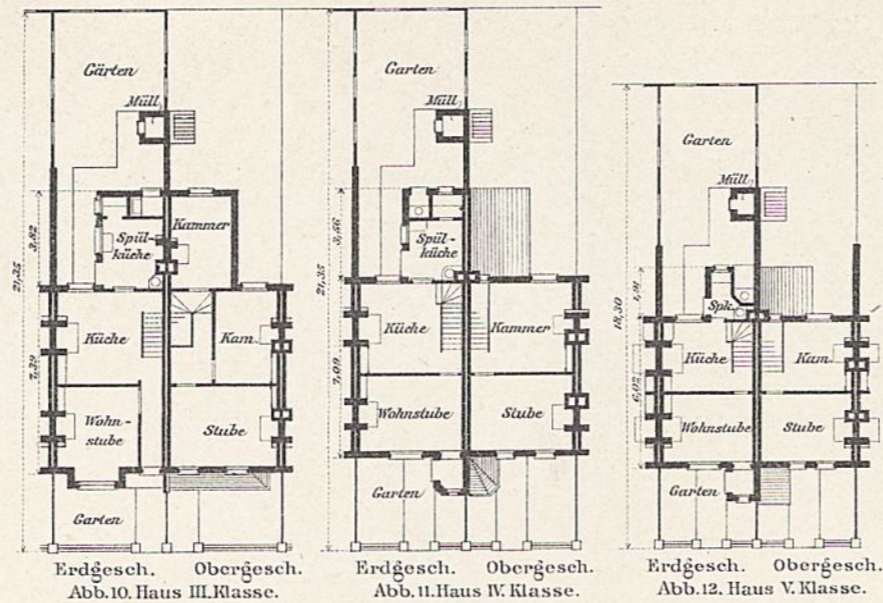 Gärten
Müll
Spül-
küche
Kammer
3,82
21,35
Küche
Kam.
7,39
Wohn-
stube
Stube
Garten
Erdgesch. Obergesch.
Abb.10. Haus III.Klasse.
Garten
Müll
Spül-
küche
3,56
21,35
Küche
Kammer
7,09
Wohnstube
Stube
Garten
Erdgesch. Obergesch.
Abb.11. Haus IV. Klasse.
Garten
Müll
1,91
Spk.
18,30
Küche
Kam.
6,02
Wohnstube
Stube
Garten
Erdgesch. Obergesch.
Abb.12. Haus V. Klasse.